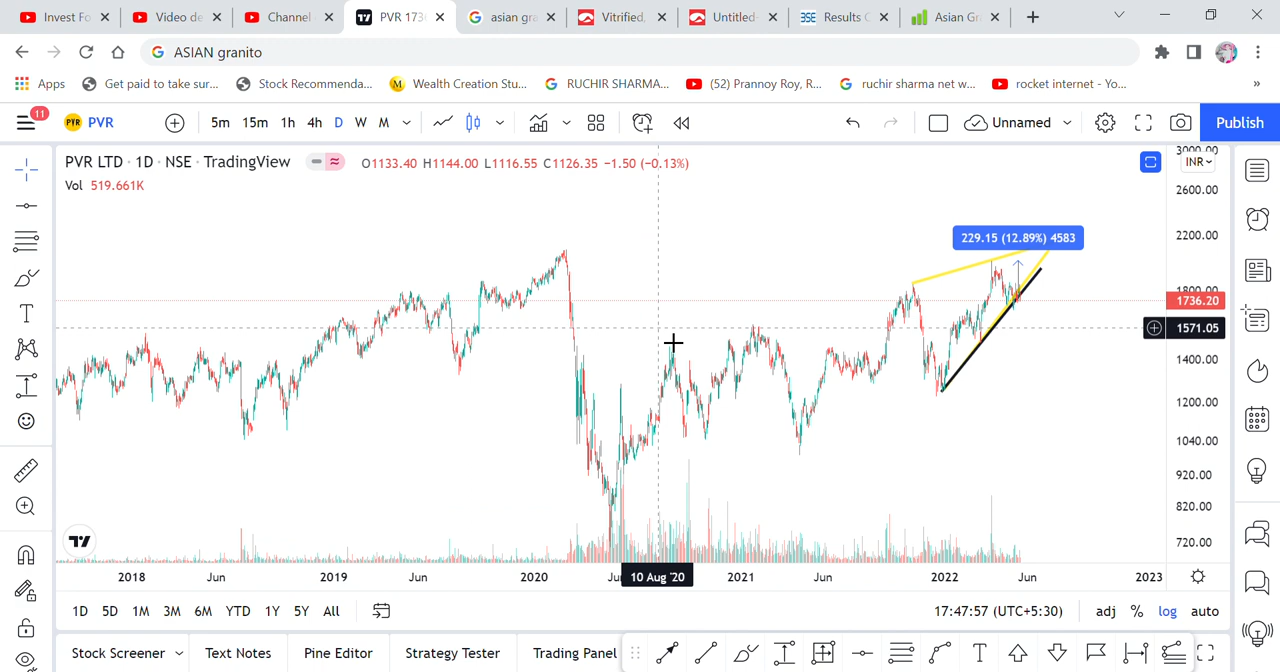 Invest Fo
Video de
Channel
PVR 173
asian gra
Vitrified,
Untitled-
Results C
Asian Gr
ASIAN granito
Apps
Get paid to take sur...
Stock Recommenda...
Wealth Creation Stu...
RUCHIR SHARMA...
(52) Prannoy Roy, R...
ruchir sharma net w...
rocket internet - Yo...
»
11
PVR
PVR
5m
15m
1h
4h
D
W
M
Unnamed
Publish
PVR LTD · 1D · NSE · TradingView
O1133.40 H1144.00 L1116.55 C1126.35 −1.50 (−0.13%)
Vol 519.661K
INR
3000.00
2600.00
2200.00
1800.00
1736.20
1571.05
1400.00
1200.00
1040.00
920.00
820.00
720.00
229.15 (12.89%) 4583
2018
Jun
2019
Jun
2020
Ju
10 Aug '20
2021
Jun
2022
Jun
2023
1D 5D 1M 3M 6M YTD 1Y 5Y All
17:47:57 (UTC+5:30)
adj
%
log
auto
Stock Screener
Text Notes
Pine Editor
Strategy Tester
Trading Panel